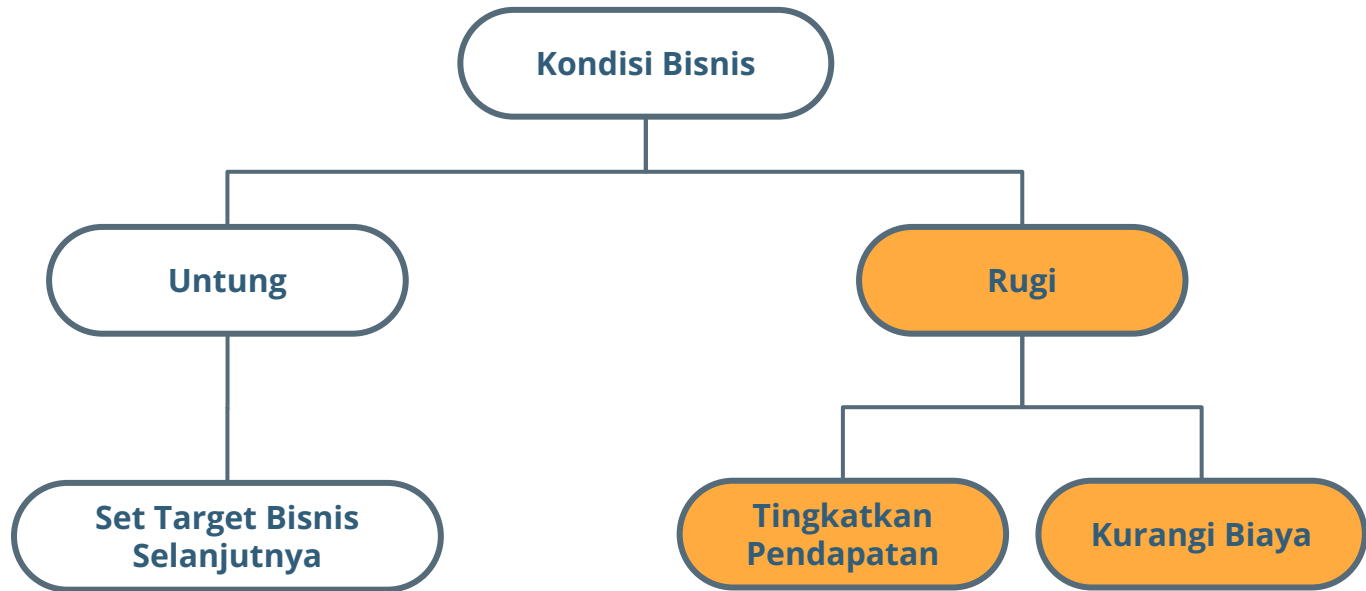 Kondisi Bisnis
Untung
Rugi
Set Target Bisnis
Selanjutnya
Tingkatkan
Pendapatan
Kurangi Biaya